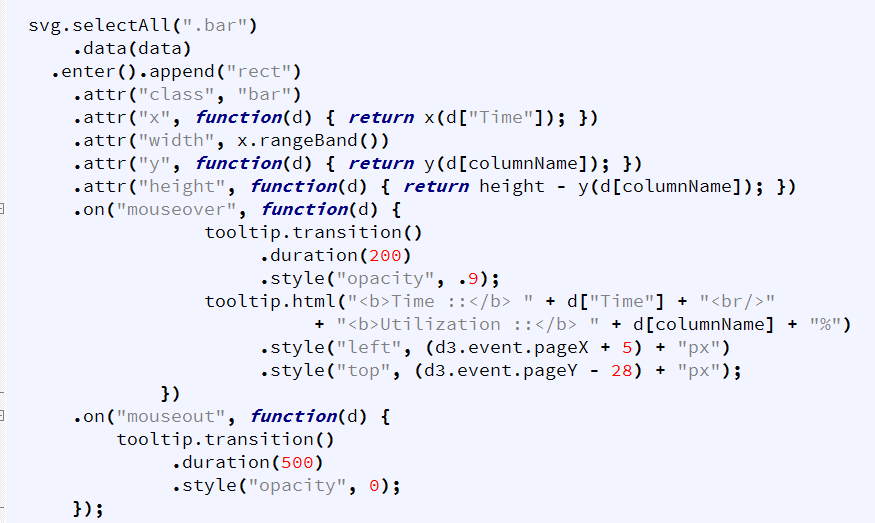 svg.selectAll(".bar")
    .data(data)
  .enter().append("rect")
    .attr("class", "bar")
    .attr("x", function(d) { return x(d["Time"]); })
    .attr("width", x.rangeBand())
    .attr("y", function(d) { return y(d[columnName]); })
    .attr("height", function(d) { return height - y(d[columnName]); })
    .on("mouseover", function(d) {
                tooltip.transition()
                     .duration(200)
                     .style("opacity", .9);
                tooltip.html("<b>Time ::</b> " + d["Time"] + "<br/>"
                          + "<b>Utilization ::</b> " + d[columnName] + "%")
                     .style("left", (d3.event.pageX + 5) + "px")
                     .style("top", (d3.event.pageY - 28) + "px");
            })
    .on("mouseout", function(d) {
        tooltip.transition()
             .duration(500)
             .style("opacity", 0);
    });